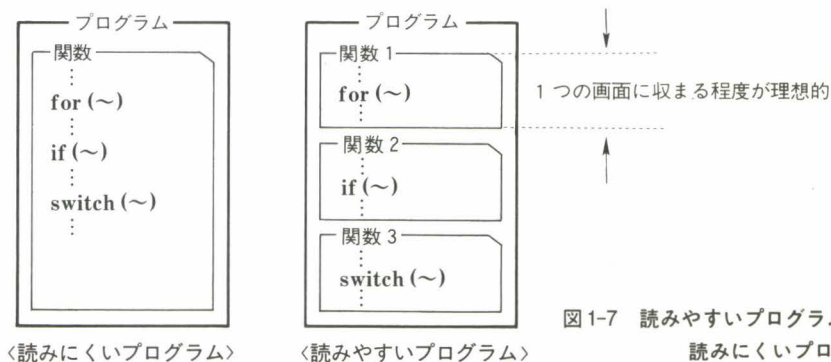 プログラム
関数
for (~)
if (~)
switch (~)
〈読みにくいプログラム〉
プログラム
関数 1
for (~)
関数 2
if (~)
関数 3
switch (~)
〈読みやすいプログラム〉
1 つの画面に収まる程度が理想的
図 1-7 読みやすいプログラ
読みにくいプロ